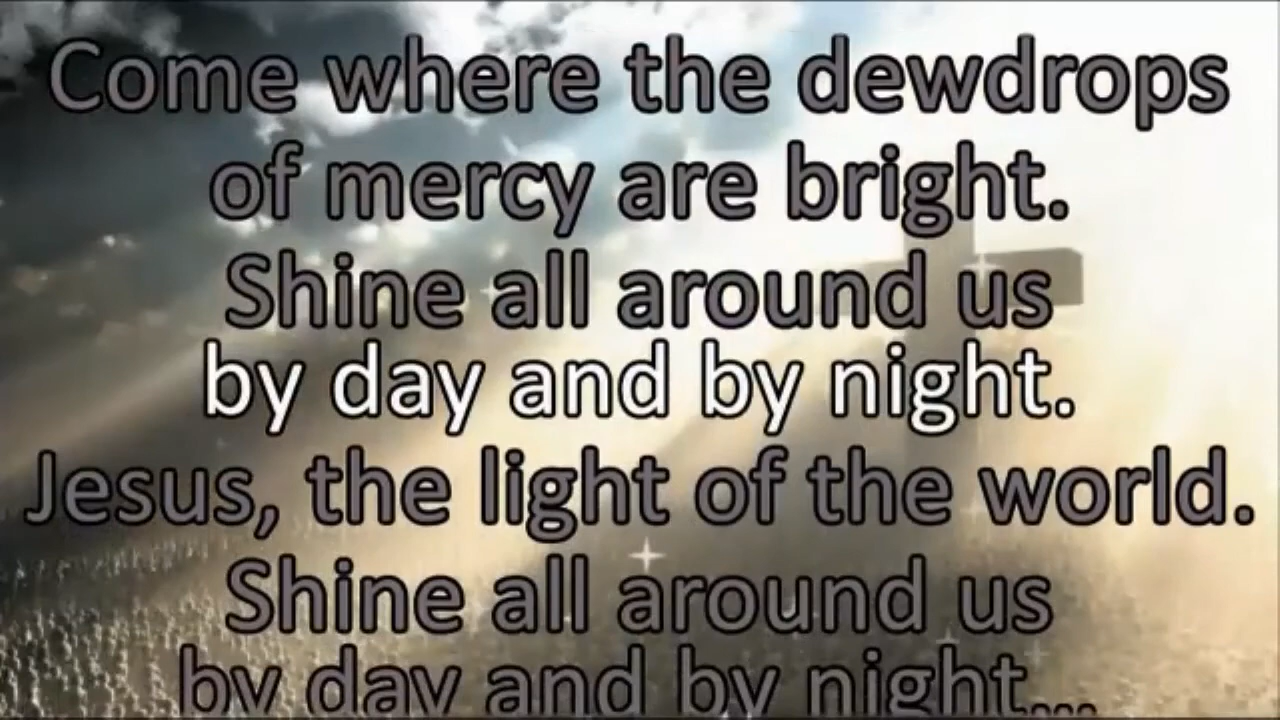 Come where the dewdrops
of mercy are bright.
Shine all around us
by day and by night.
Jesus, the light of the world.
Shine all around us
by day and by night...